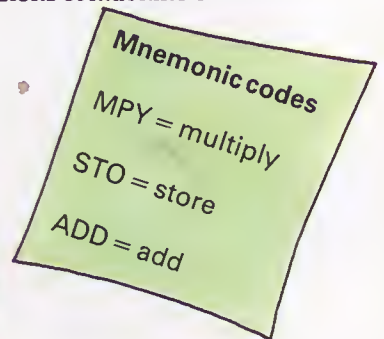 Mnemonic codes
MPY = multiply
STO = store
ADD = add